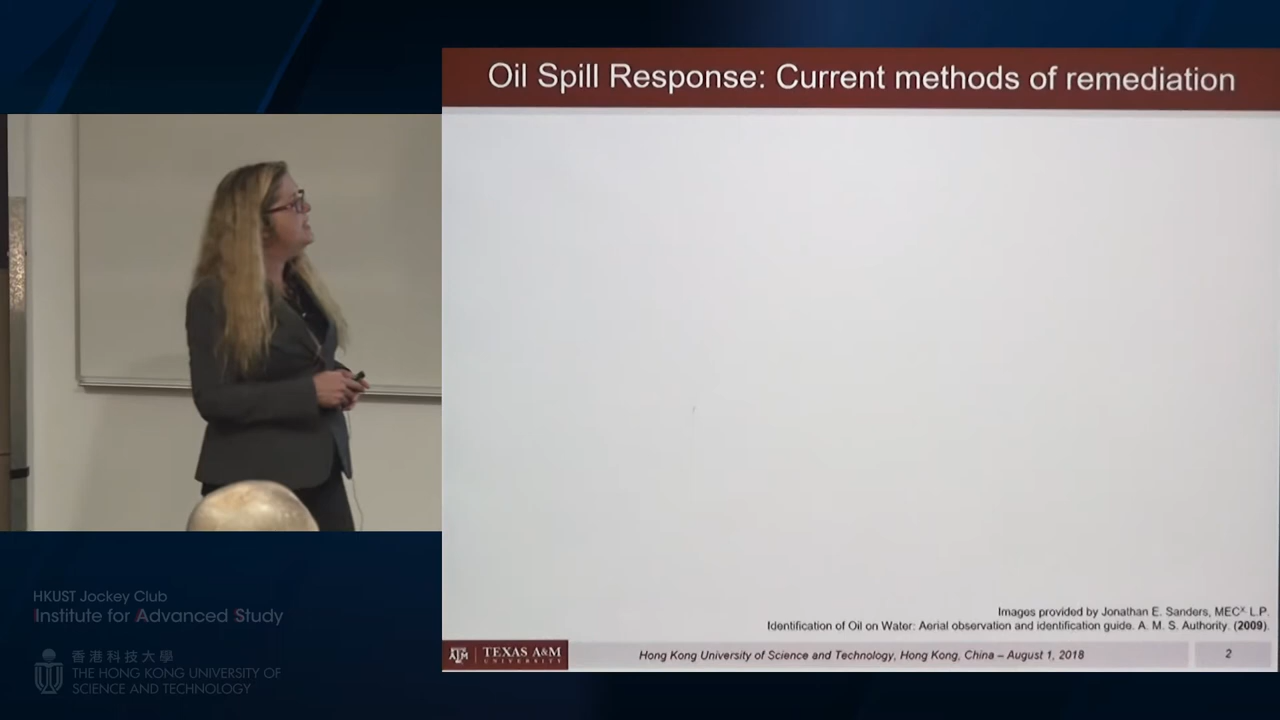 Oil Spill Response: Current methods of remediation
Images provided by Jonathan E. Sanders, MECˣ L.P.
Identification of Oil on Water: Aerial observation and identification guide. A. M. S. Authority. (2009).
ĀTM TEXAS A&M
UNIVERSITY
Hong Kong University of Science and Technology, Hong Kong, China – August 1, 2018
2
HKUST Jockey Club
Institute for Advanced Study
香港科技大學
THE HONG KONG UNIVERSITY OF
SCIENCE AND TECHNOLOGY